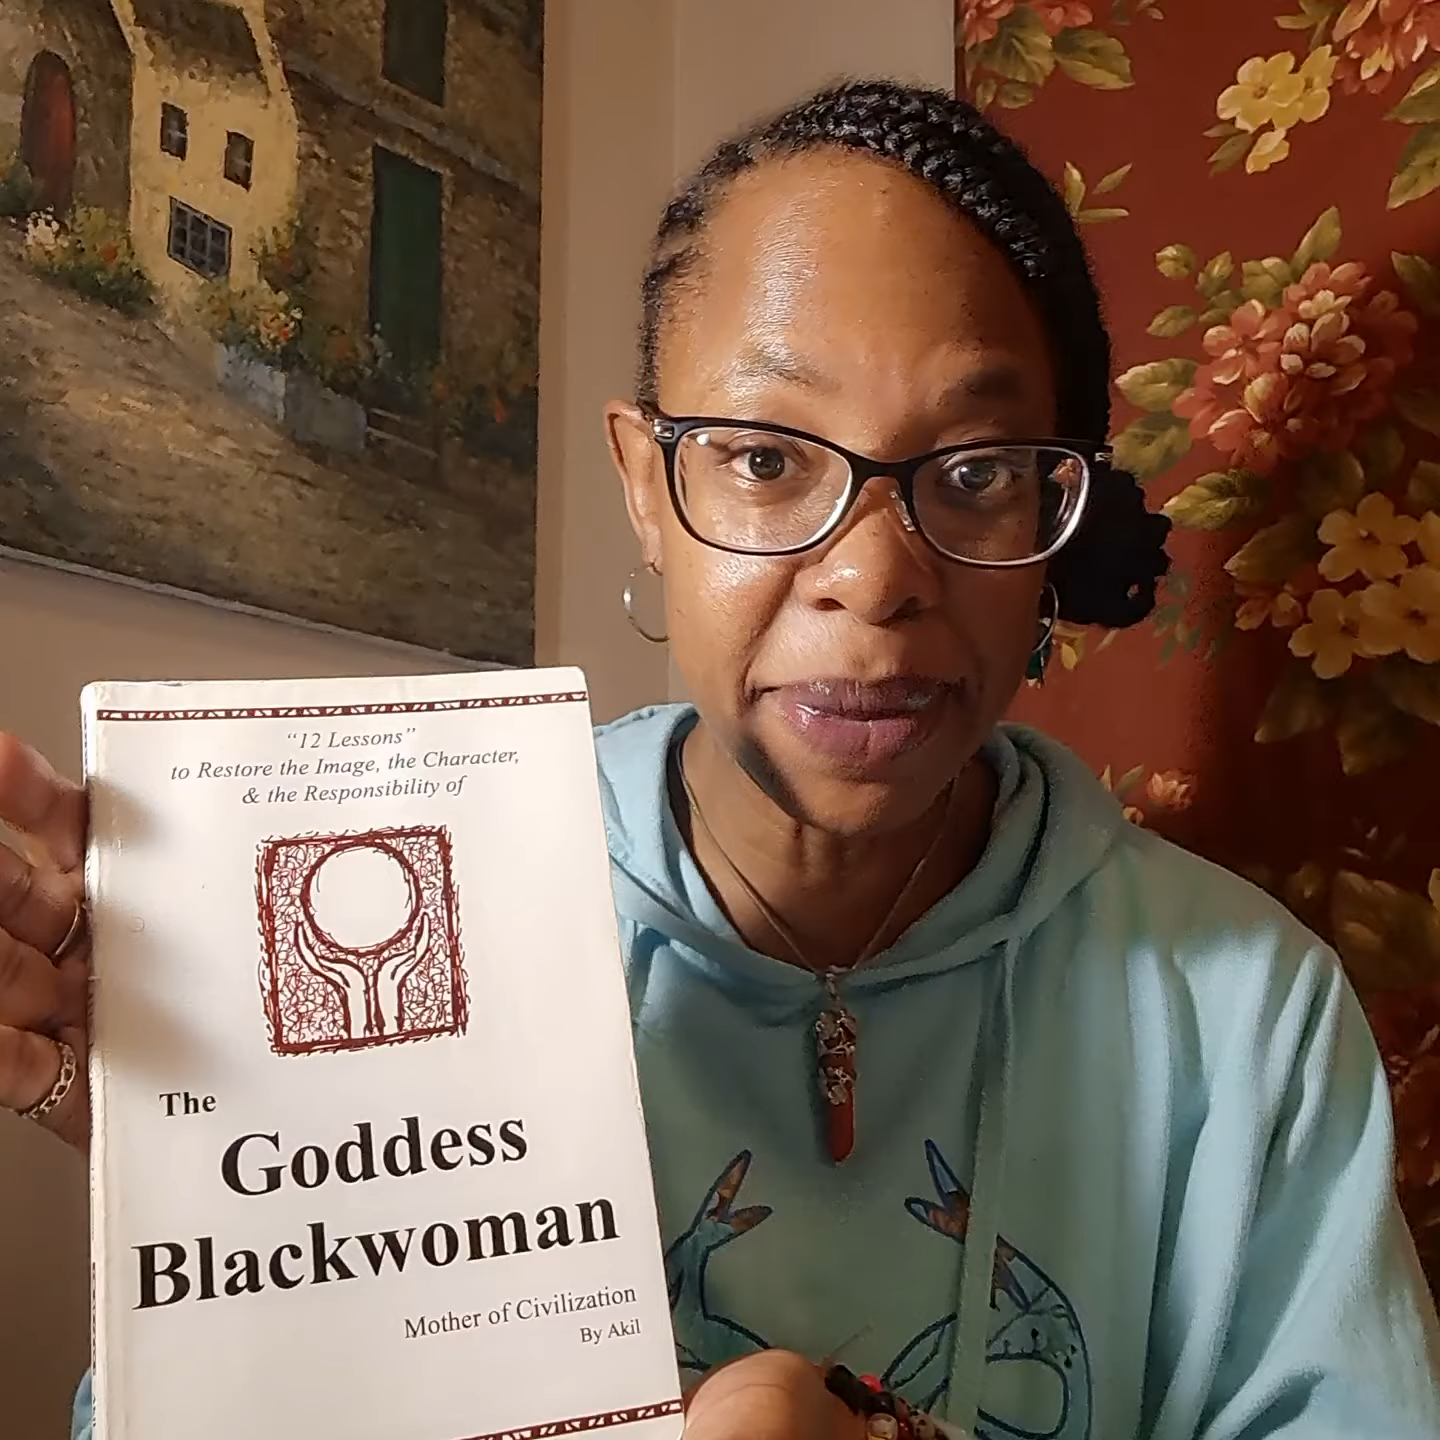 “12 Lessons”
to Restore the Image, the Character,
& the Responsibility of
The
Goddess
Blackwoman
Mother of Civilization
By Akil